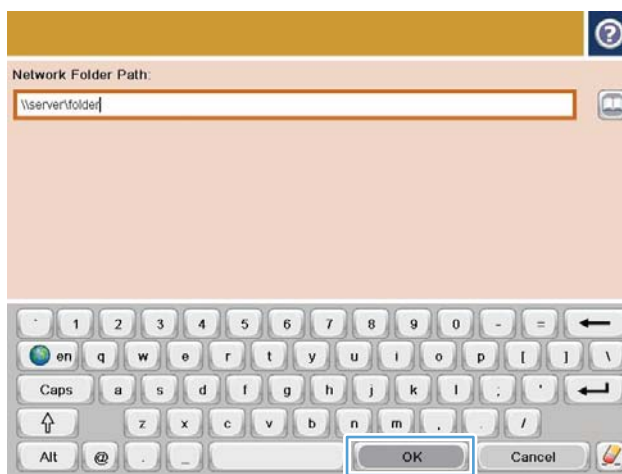 ?
Network Folder Path:
\\server\folder
` 1 2 3 4 5 6 7 8 9 0 - =
en q w e r t y u i o p [ ] \
Caps a s d f g h j k l ; '
z x c v b n m , . /
Alt @ . _ OK Cancel